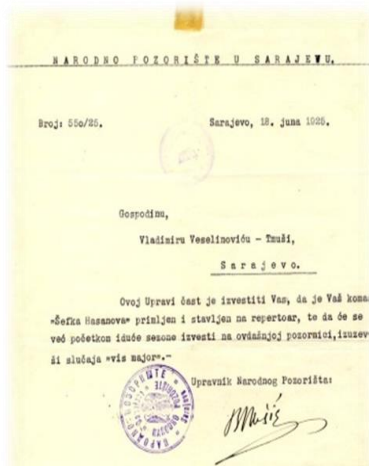 NARODNO POZORIŠTE U SARAJEVU.
Broj: 550/25.
Sarajevo, 18. juna 1925.
Gospodinu,
Vladimiru Veselinoviću - Tmuši,
Sarajevo.
Ovoj Upravi čast je izvestiti Vas, da je Vaš koma
"Šefka Hasanova" primljen i stavljen na repertoar, te da će se
već početkom iduće sezone izvesti na ovdašnjoj pozornici,izuzev
ši slučaja "vis major".-
Upravnik Narodnog Pozorišta: